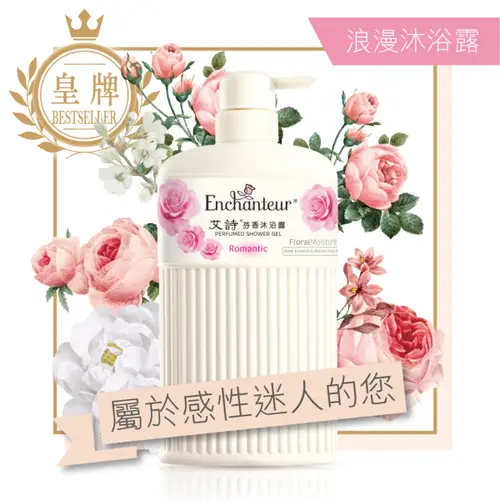 浪漫沐浴露
皇牌
BESTSELLER
Enchanteur®
艾詩®芬香沐浴露
PERFUMED SHOWER GEL
Romantic
FloralMoisture
屬於感性迷人的您